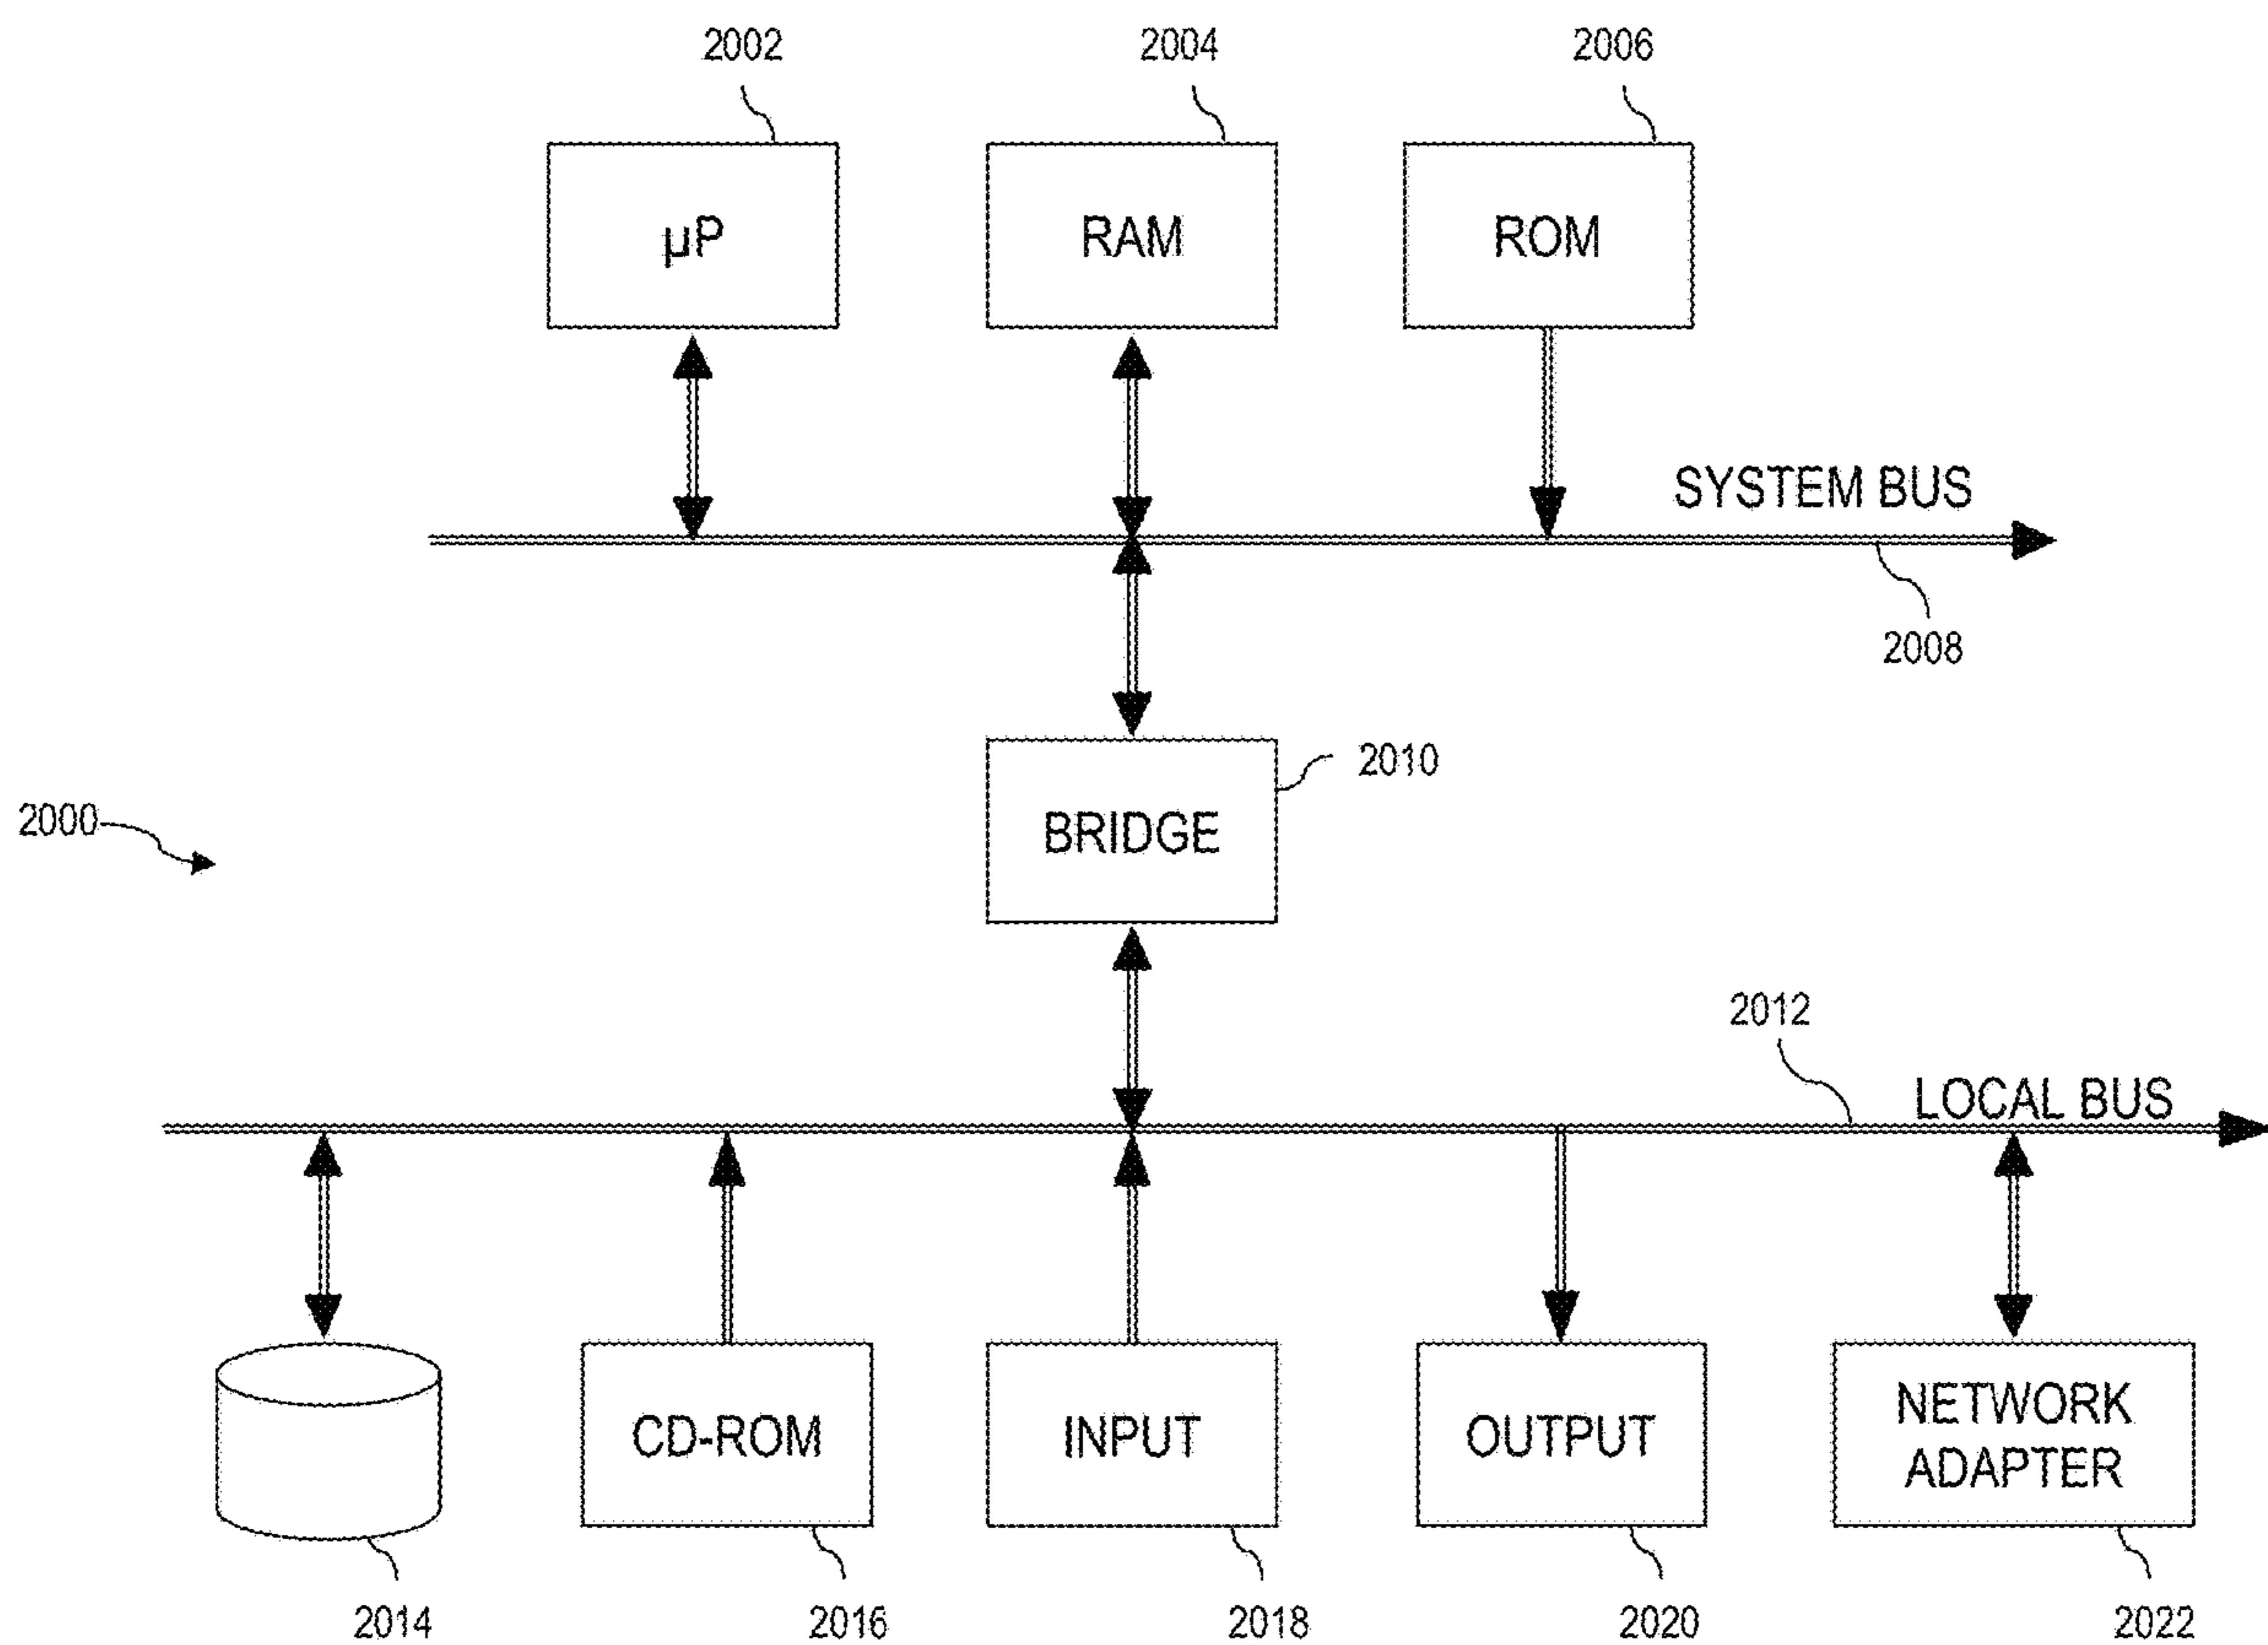 2002
2004
2006
µP
RAM
ROM
SYSTEM BUS
2008
2010
BRIDGE
2000
2012
LOCAL BUS
CD-ROM
INPUT
OUTPUT
NETWORK
ADAPTER
2014
2016
2018
2020
2022